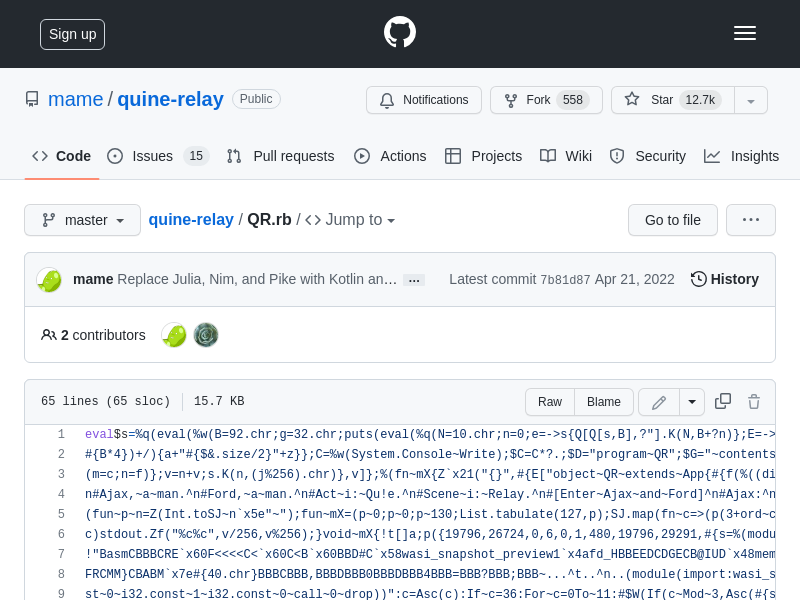 Sign up
mame / quine-relay Public
Notifications Fork 558 Star 12.7k
Code Issues 15 Pull requests Actions Projects Wiki Security Insights
master quine-relay / QR.rb / Jump to Go to file ...
mame Replace Julia, Nim, and Pike with Kotlin an… ... Latest commit 7b81d87 Apr 21, 2022 History
2 contributors
65 lines (65 sloc) 15.7 KB Raw Blame
1 eval$s=%q(eval(%w(B=92.chr;g=32.chr;puts(eval(%q(N=10.chr;n=0;e=->s{Q[Q[s,B],?"].K(N,B+?n)};E=->
2 #{B*4})+/){a+"#{$&.size/2}"+z}};C=%w(System.Console~Write);$C=C*?.;$D="program~QR";$G="~contents
3 (m=c;n=f)};v=n+v;s.K(n,(j%256).chr)},v]};%(fn~mX{Z`x21("{}",#{E["object~QR~extends~App{#{f(%((di
4 n#Ajax,~a~man.^n#Ford,~a~man.^n#Act~i:~Qu!e.^n#Scene~i:~Relay.^n#[Enter~Ajax~and~Ford]^n#Ajax:^n
5 (fun~p~n=Z(Int.toSJ~n`x5e"~");fun~mX=(p~0;p~0;p~130;List.tabulate(127,p);SJ.map(fn~c=>(p(3+ord~c
6 c)stdout.Zf("%c%c",v/256,v%256);}void~mX{!t[]a;p({19796,26724,0,6,0,1,480,19796,29291,#{s=%(modu
7 !"BasmCBBBCRE`x60F<<<<C<`x60C<B`x60BBD#C`x58wasi_snapshot_preview1`x4afd_HBBEEDCDGECB@IUD`x48mem
8 FRCMM}CBABM`x7e#{40.chr}BBBCBBB,BBBDBBB0BBBDBBB4BBB=BBB?BBB;BBB~...^t..^n..(module(import:wasi_s
9 st~0~i32.const~1~i32.const~0~call~0~drop))":c=Asc(c):If~c=36:For~c=0To~11:#$W(If(c~Mod~3,Asc(#{s